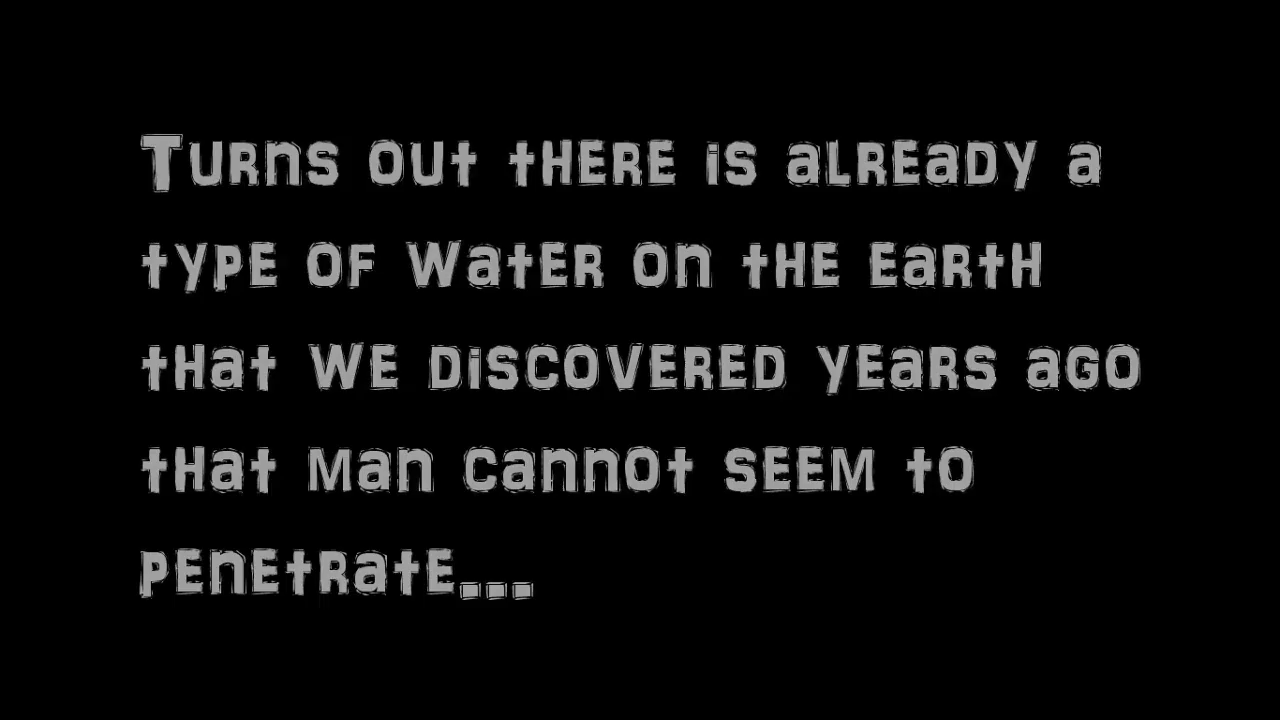 Turns out there is already a
type of water on the Earth
that we discovered years ago
that man cannot seem to
penetrate...